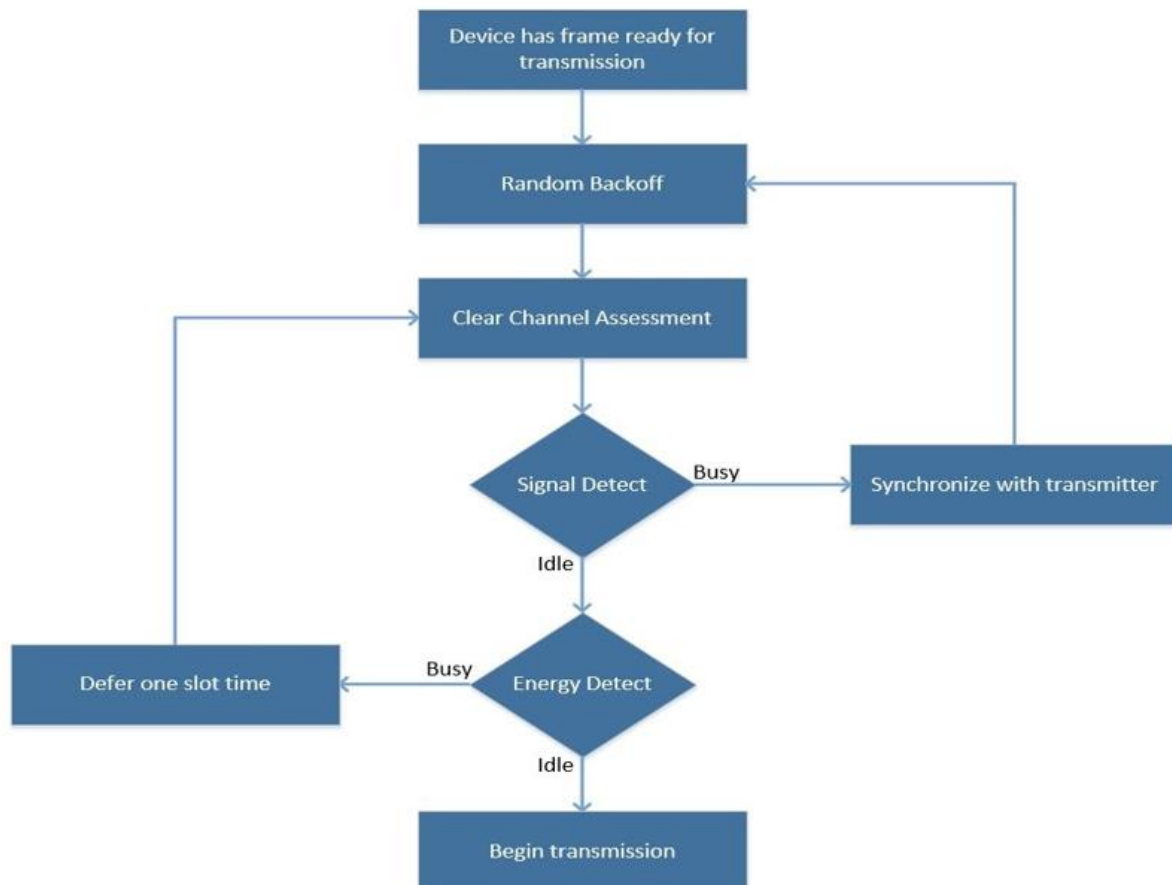 Device has frame ready for
transmission
Random Backoff
Clear Channel Assessment
Signal Detect
Busy
Synchronize with transmitter
Idle
Defer one slot time
Busy
Energy Detect
Idle
Begin transmission